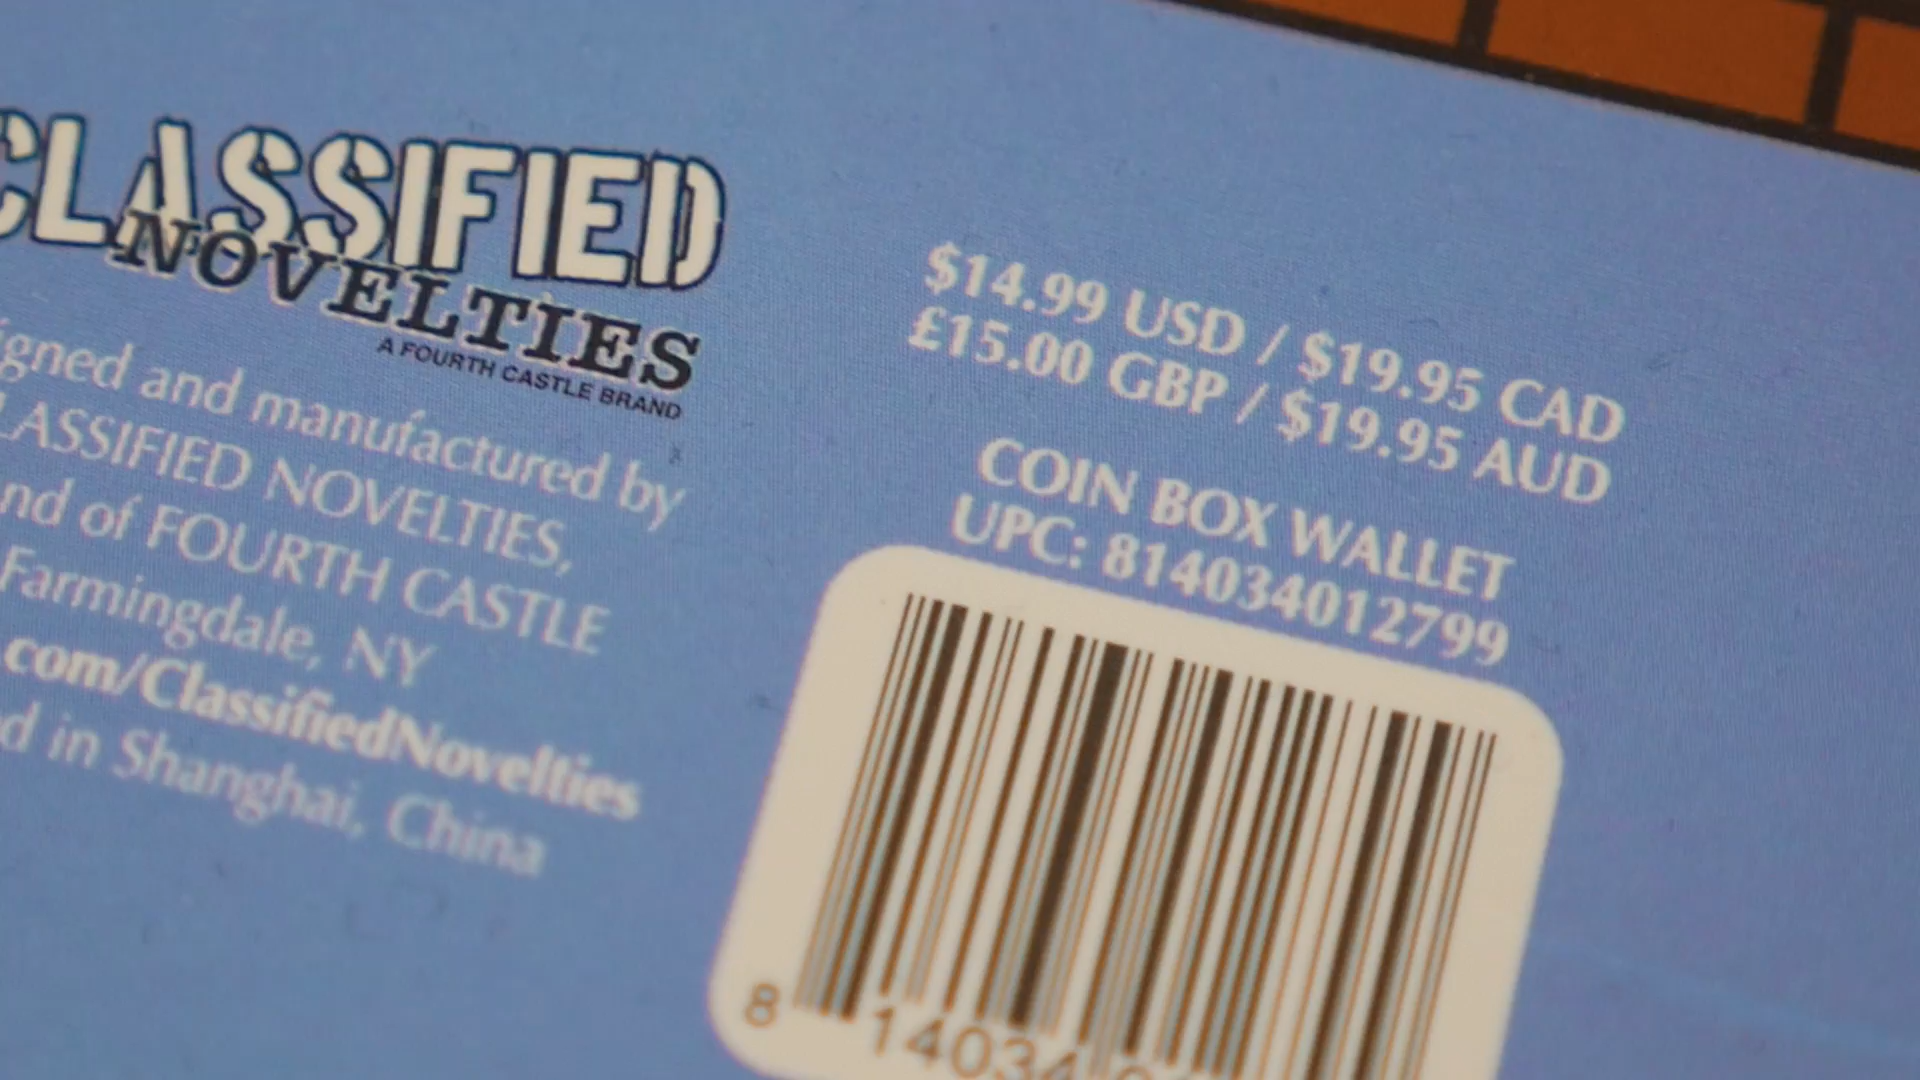 CLASSIFIED
NOVELTIES
A FOURTH CASTLE BRAND
igned and manufactured by
LASSIFIED NOVELTIES,
nd of FOURTH CASTLE
Farmingdale, NY
.com/ClassifiedNovelties
d in Shanghai, China
$14.99 USD / $19.95 CAD
£15.00 GBP / $19.95 AUD
COIN BOX WALLET
UPC: 814034012799
8 14034